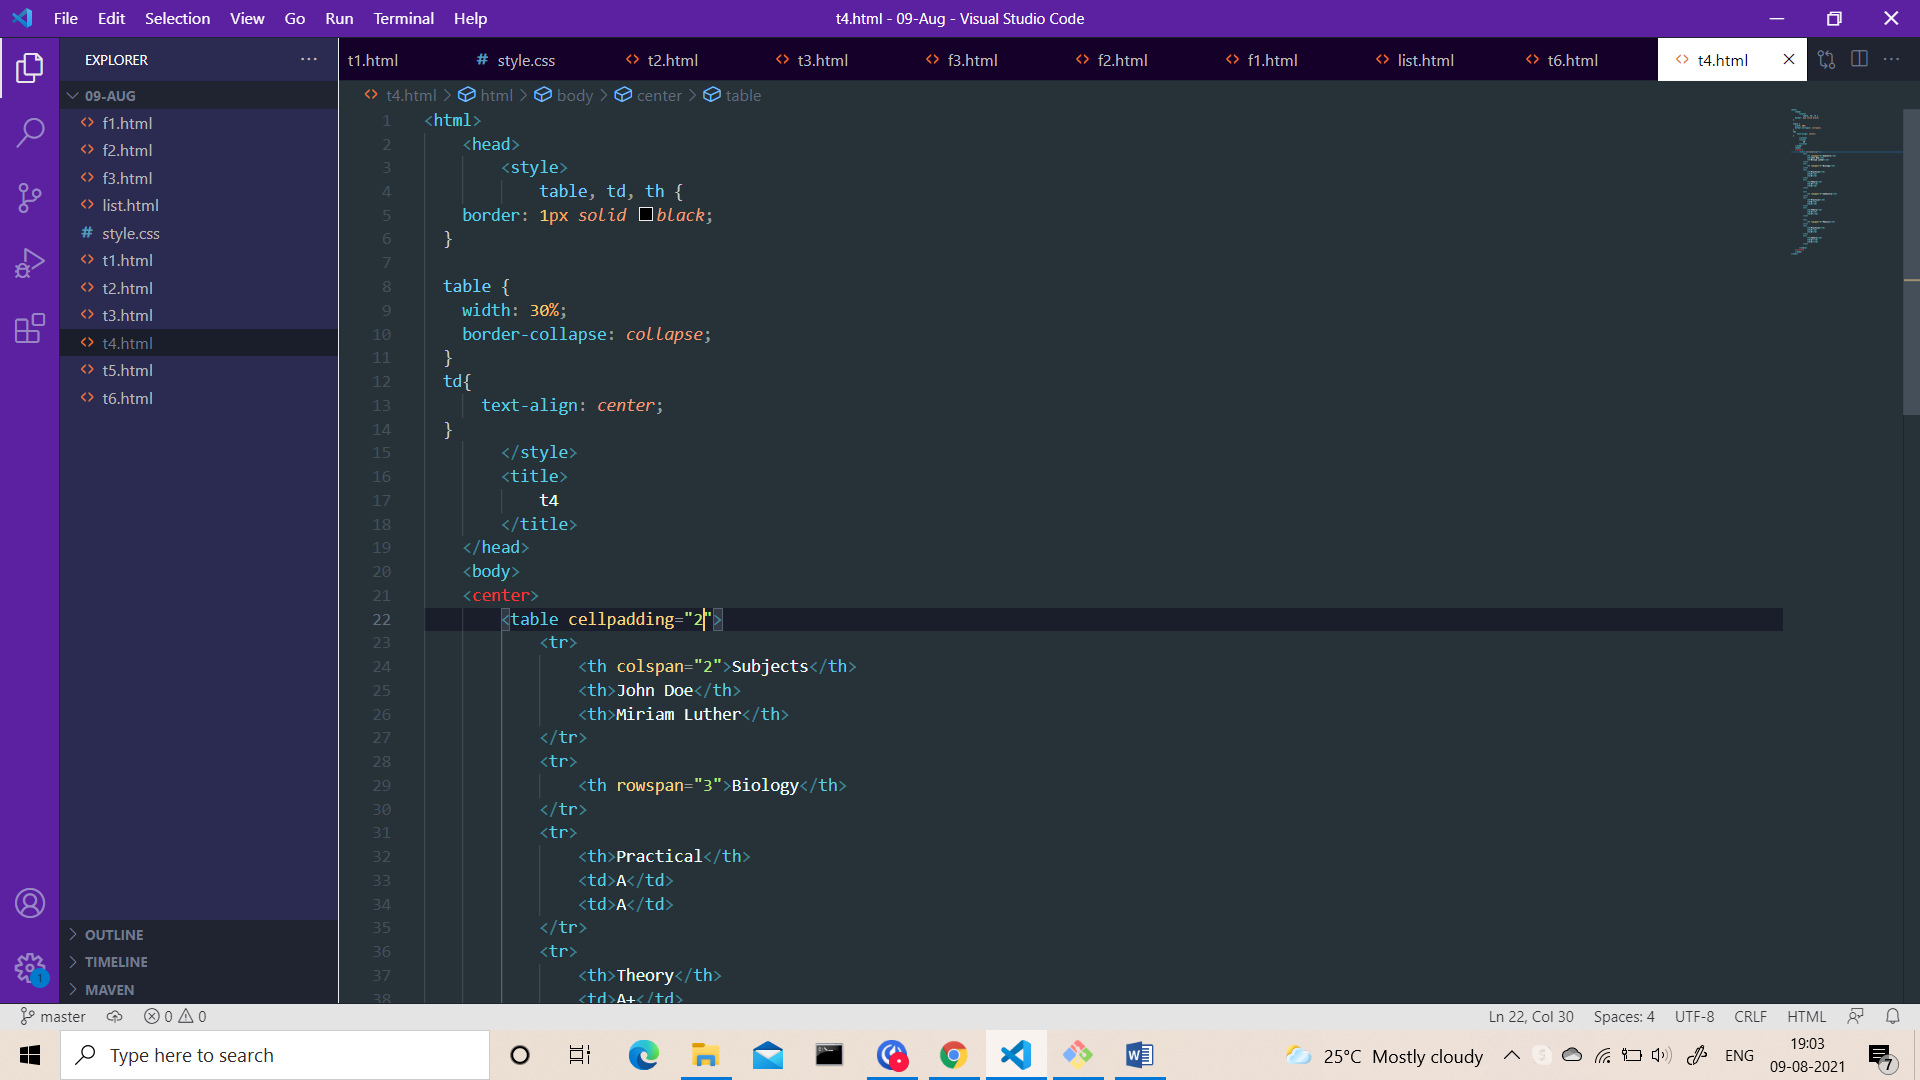 File Edit Selection View Go Run Terminal Help
t4.html - 09-Aug - Visual Studio Code
EXPLORER
t1.html # style.css <> t2.html <> t3.html <> f3.html <> f2.html <> f1.html <> list.html <> t6.html <> t4.html
09-AUG
<> f1.html
<> f2.html
<> f3.html
<> list.html
# style.css
<> t1.html
<> t2.html
<> t3.html
<> t4.html
<> t5.html
<> t6.html
OUTLINE
TIMELINE
MAVEN
1
<> t4.html > html > body > center > table
1 <html>
2 <head>
3 <style>
4 table, td, th {
5 border: 1px solid black;
6 }
7
8 table {
9 width: 30%;
10 border-collapse: collapse;
11 }
12 td{
13 text-align: center;
14 }
15 </style>
16 <title>
17 t4
18 </title>
19 </head>
20 <body>
21 <center>
22 <table cellpadding="2">
23 <tr>
24 <th colspan="2">Subjects</th>
25 <th>John Doe</th>
26 <th>Miriam Luther</th>
27 </tr>
28 <tr>
29 <th rowspan="3">Biology</th>
30 </tr>
31 <tr>
32 <th>Practical</th>
33 <td>A</td>
34 <td>A</td>
35 </tr>
36 <tr>
37 <th>Theory</th>
38 <td>A+</td>
master 0 0 Ln 22, Col 30 Spaces: 4 UTF-8 CRLF HTML
Type here to search
25°C Mostly cloudy ENG 19:03
09-08-2021
7